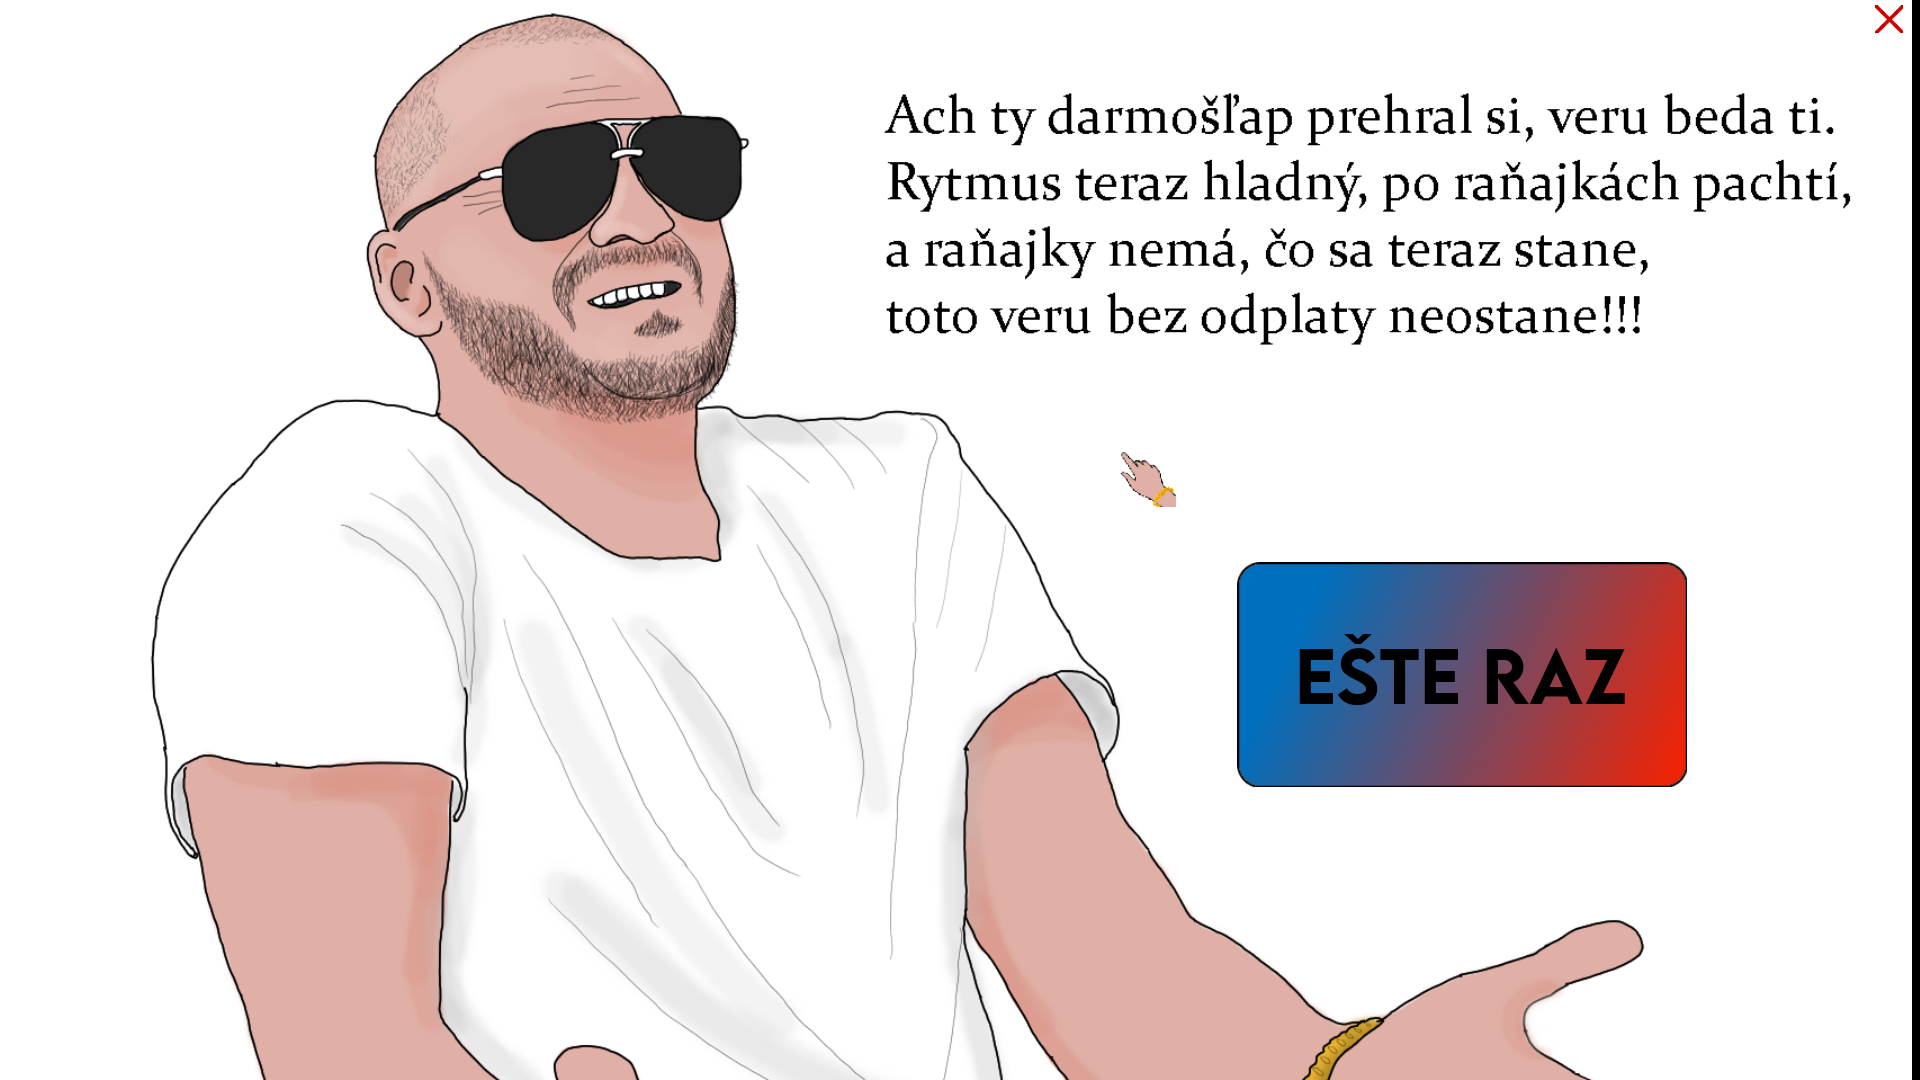 Ach ty darmošľap prehral si, veru beda ti.
Rytmus teraz hladný, po raňajkách pachtí,
a raňajky nemá, čo sa teraz stane,
toto veru bez odplaty neostane!!!
EŠTE RAZ